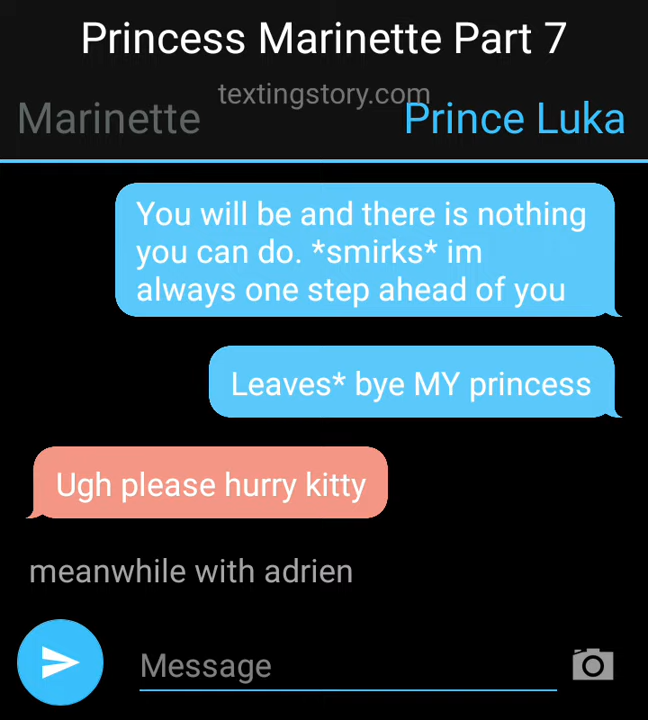 Princess Marinette Part 7
textingstory.com
Marinette
Prince Luka
You will be and there is nothing
you can do. *smirks* im
always one step ahead of you
Leaves* bye MY princess
Ugh please hurry kitty
meanwhile with adrien
Message